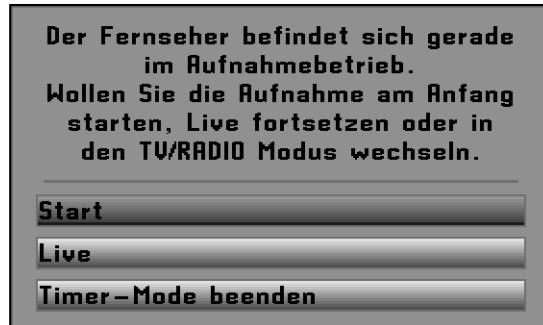 Der Fernseher befindet sich gerade
im Aufnahmebetrieb.
Wollen Sie die Aufnahme am Anfang
starten, Live fortsetzen oder in
den TV/RADIO Modus wechseln.
Start
Live
Timer-Mode beenden